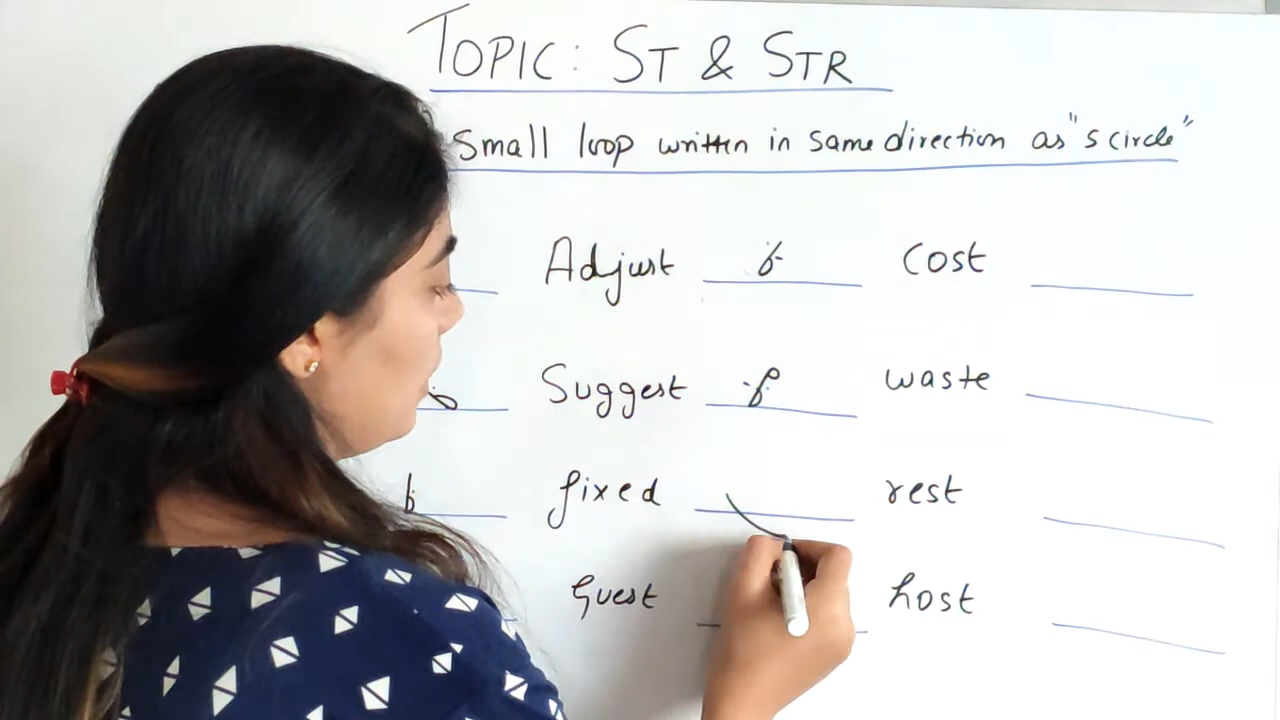 TOPIC: ST & STR
Small loop written in same direction as "s circle"
Adjust cost
Suggest waste
fixed rest
Guest host